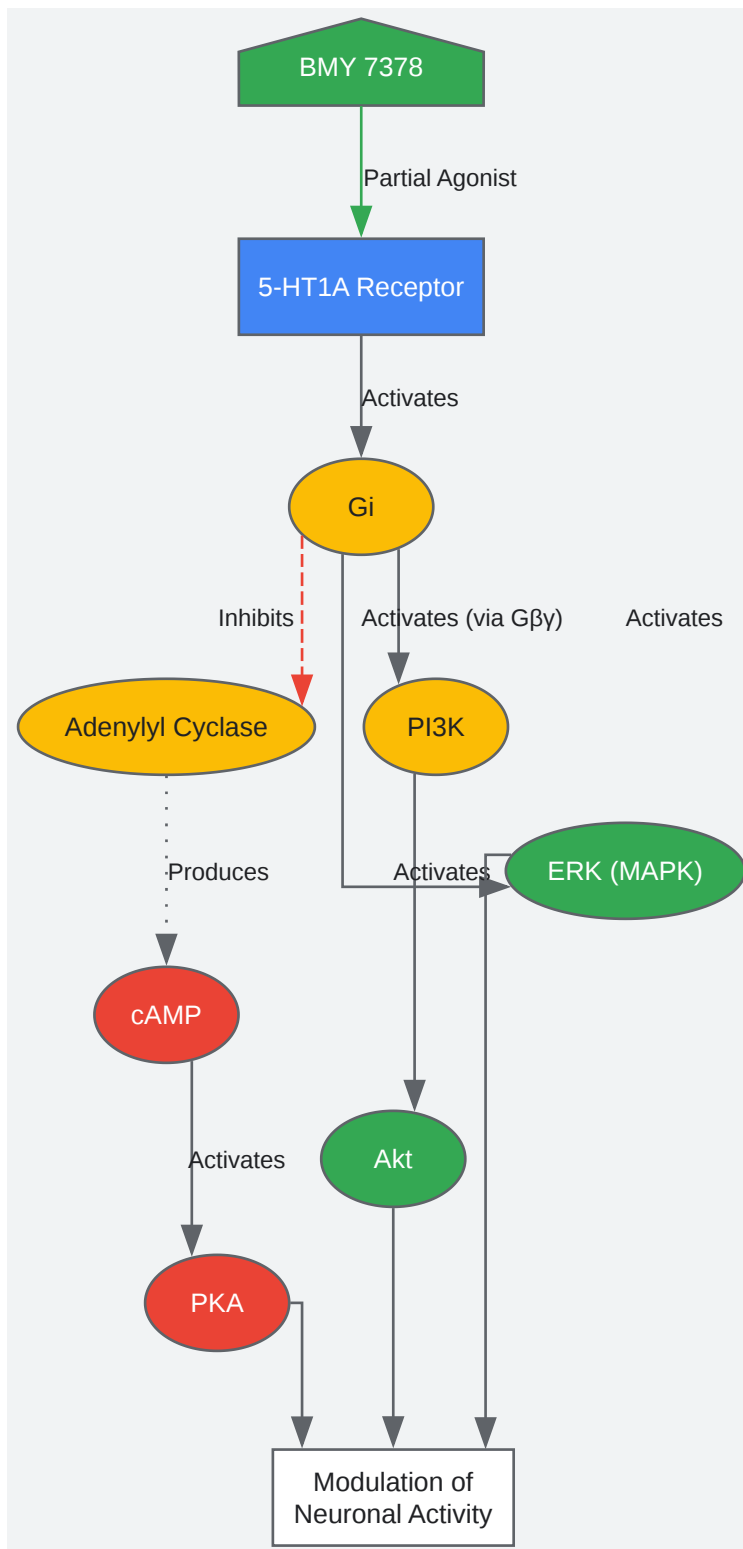 BMY 7378
Partial Agonist
5-HT1A Receptor
Activates
Gi
Inhibits
Activates (via Gβγ)
Activates
Adenylyl Cyclase
PI3K
Produces
Activates
ERK (MAPK)
cAMP
Activates
Akt
PKA
Modulation of
Neuronal Activity